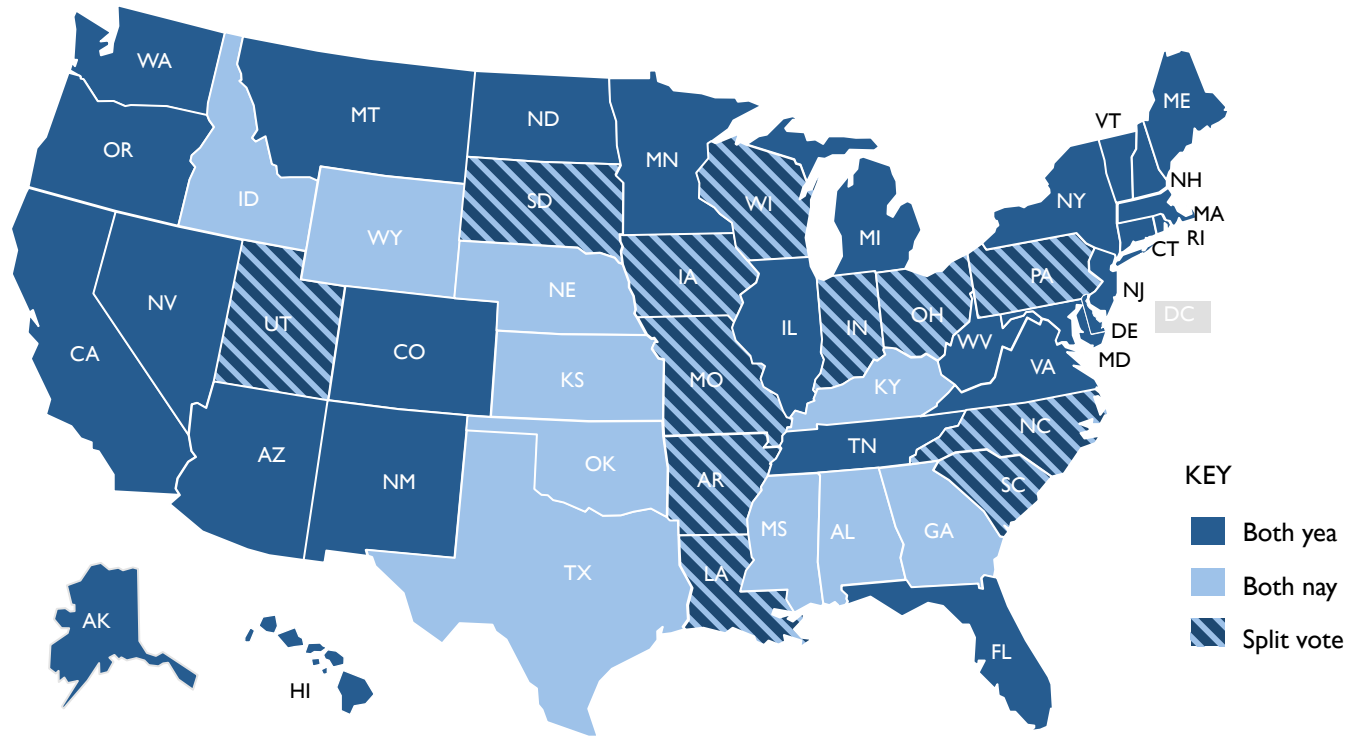 WA
MT
ND
MN
ME
VT
OR
ID
SD
WI
NY
NH
MA
WY
MI
RI
CT
IA
PA
NE
NV
NJ
DC
UT
IL
IN
OH
DE
CA
CO
WV
MD
VA
KS
MO
KY
NC
TN
AZ
OK
NM
AR
SC
KEY
MS
AL
GA
Both yea
TX
LA
Both nay
AK
Split vote
FL
HI